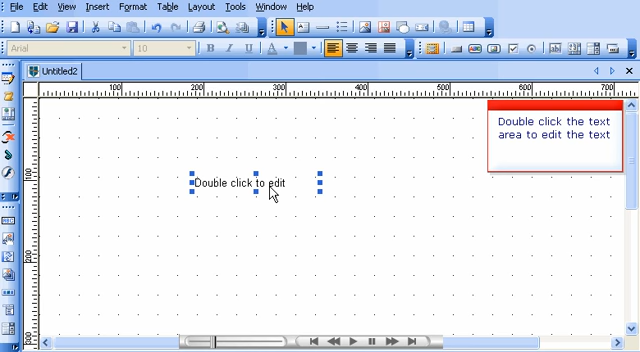 File Edit View Insert Format Table Layout Tools Window Help
Arial 10 B I U A
Untitled2
100 200 300 400 500 600 700
Double click the text
area to edit the text
100
Double click to edit
200
300